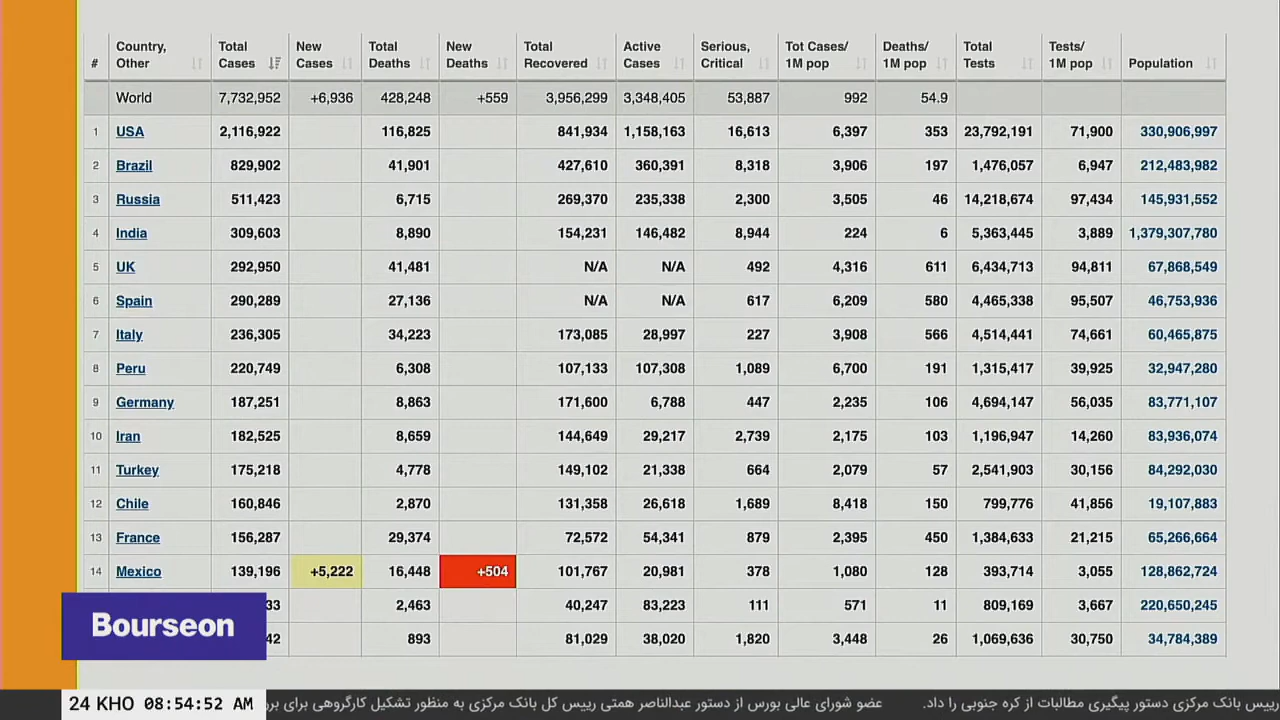 # Country, Other Total Cases New Cases Total Deaths New Deaths Total Recovered Active Cases Serious, Critical Tot Cases/ 1M pop Deaths/ 1M pop Total Tests Tests/ 1M pop Population
World 7,732,952 +6,936 428,248 +559 3,956,299 3,348,405 53,887 992 54.9
1 USA 2,116,922 116,825 841,934 1,158,163 16,613 6,397 353 23,792,191 71,900 330,906,997
2 Brazil 829,902 41,901 427,610 360,391 8,318 3,906 197 1,476,057 6,947 212,483,982
3 Russia 511,423 6,715 269,370 235,338 2,300 3,505 46 14,218,674 97,434 145,931,552
4 India 309,603 8,890 154,231 146,482 8,944 224 6 5,363,445 3,889 1,379,307,780
5 UK 292,950 41,481 N/A N/A 492 4,316 611 6,434,713 94,811 67,868,549
6 Spain 290,289 27,136 N/A N/A 617 6,209 580 4,465,338 95,507 46,753,936
7 Italy 236,305 34,223 173,085 28,997 227 3,908 566 4,514,441 74,661 60,465,875
8 Peru 220,749 6,308 107,133 107,308 1,089 6,700 191 1,315,417 39,925 32,947,280
9 Germany 187,251 8,863 171,600 6,788 447 2,235 106 4,694,147 56,035 83,771,107
10 Iran 182,525 8,659 144,649 29,217 2,739 2,175 103 1,196,947 14,260 83,936,074
11 Turkey 175,218 4,778 149,102 21,338 664 2,079 57 2,541,903 30,156 84,292,030
12 Chile 160,846 2,870 131,358 26,618 1,689 8,418 150 799,776 41,856 19,107,883
13 France 156,287 29,374 72,572 54,341 879 2,395 450 1,384,633 21,215 65,266,664
14 Mexico 139,196 +5,222 16,448 +504 101,767 20,981 378 1,080 128 393,714 3,055 128,862,724
33 2,463 40,247 83,223 111 571 11 809,169 3,667 220,650,245
42 893 81,029 38,020 1,820 3,448 26 1,069,636 30,750 34,784,389
Bourseon
24 KHO 08:54:52 AM
رییس بانک مرکزی دستور پیگیری مطالبات از کره جنوبی را داد. عضو شورای عالی بورس از دستور عبدالناصر همتی رییس کل بانک مرکزی به منظور تشکیل کارگروهی برای